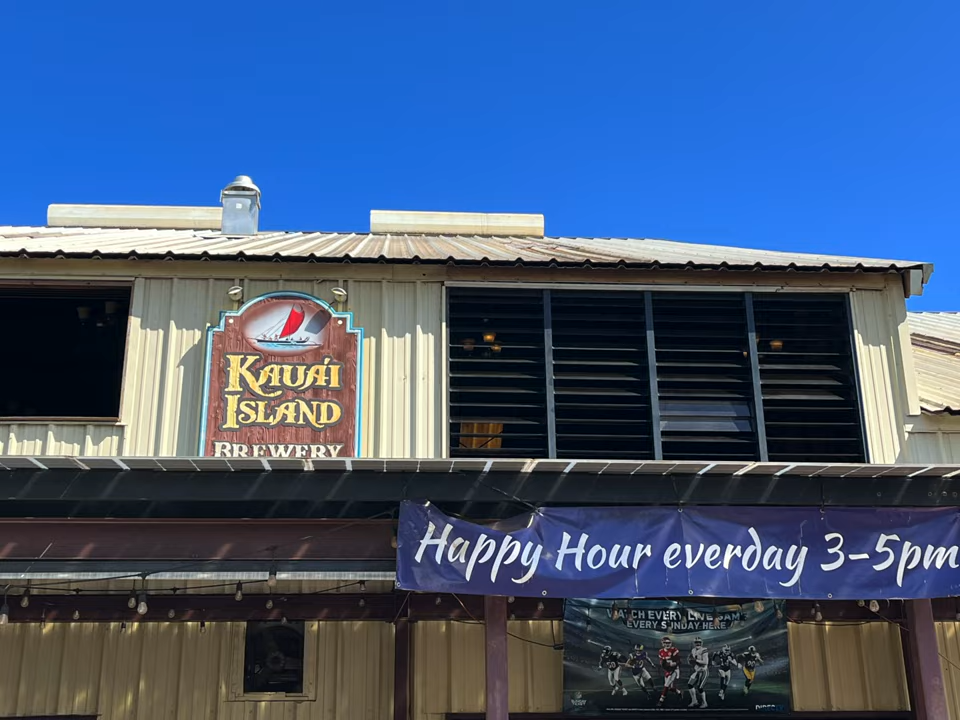 KAUA'I
ISLAND
BREWERY
Happy Hour everday 3-5pm
WATCH EVERY LIVE GAME
EVERY SUNDAY HERE